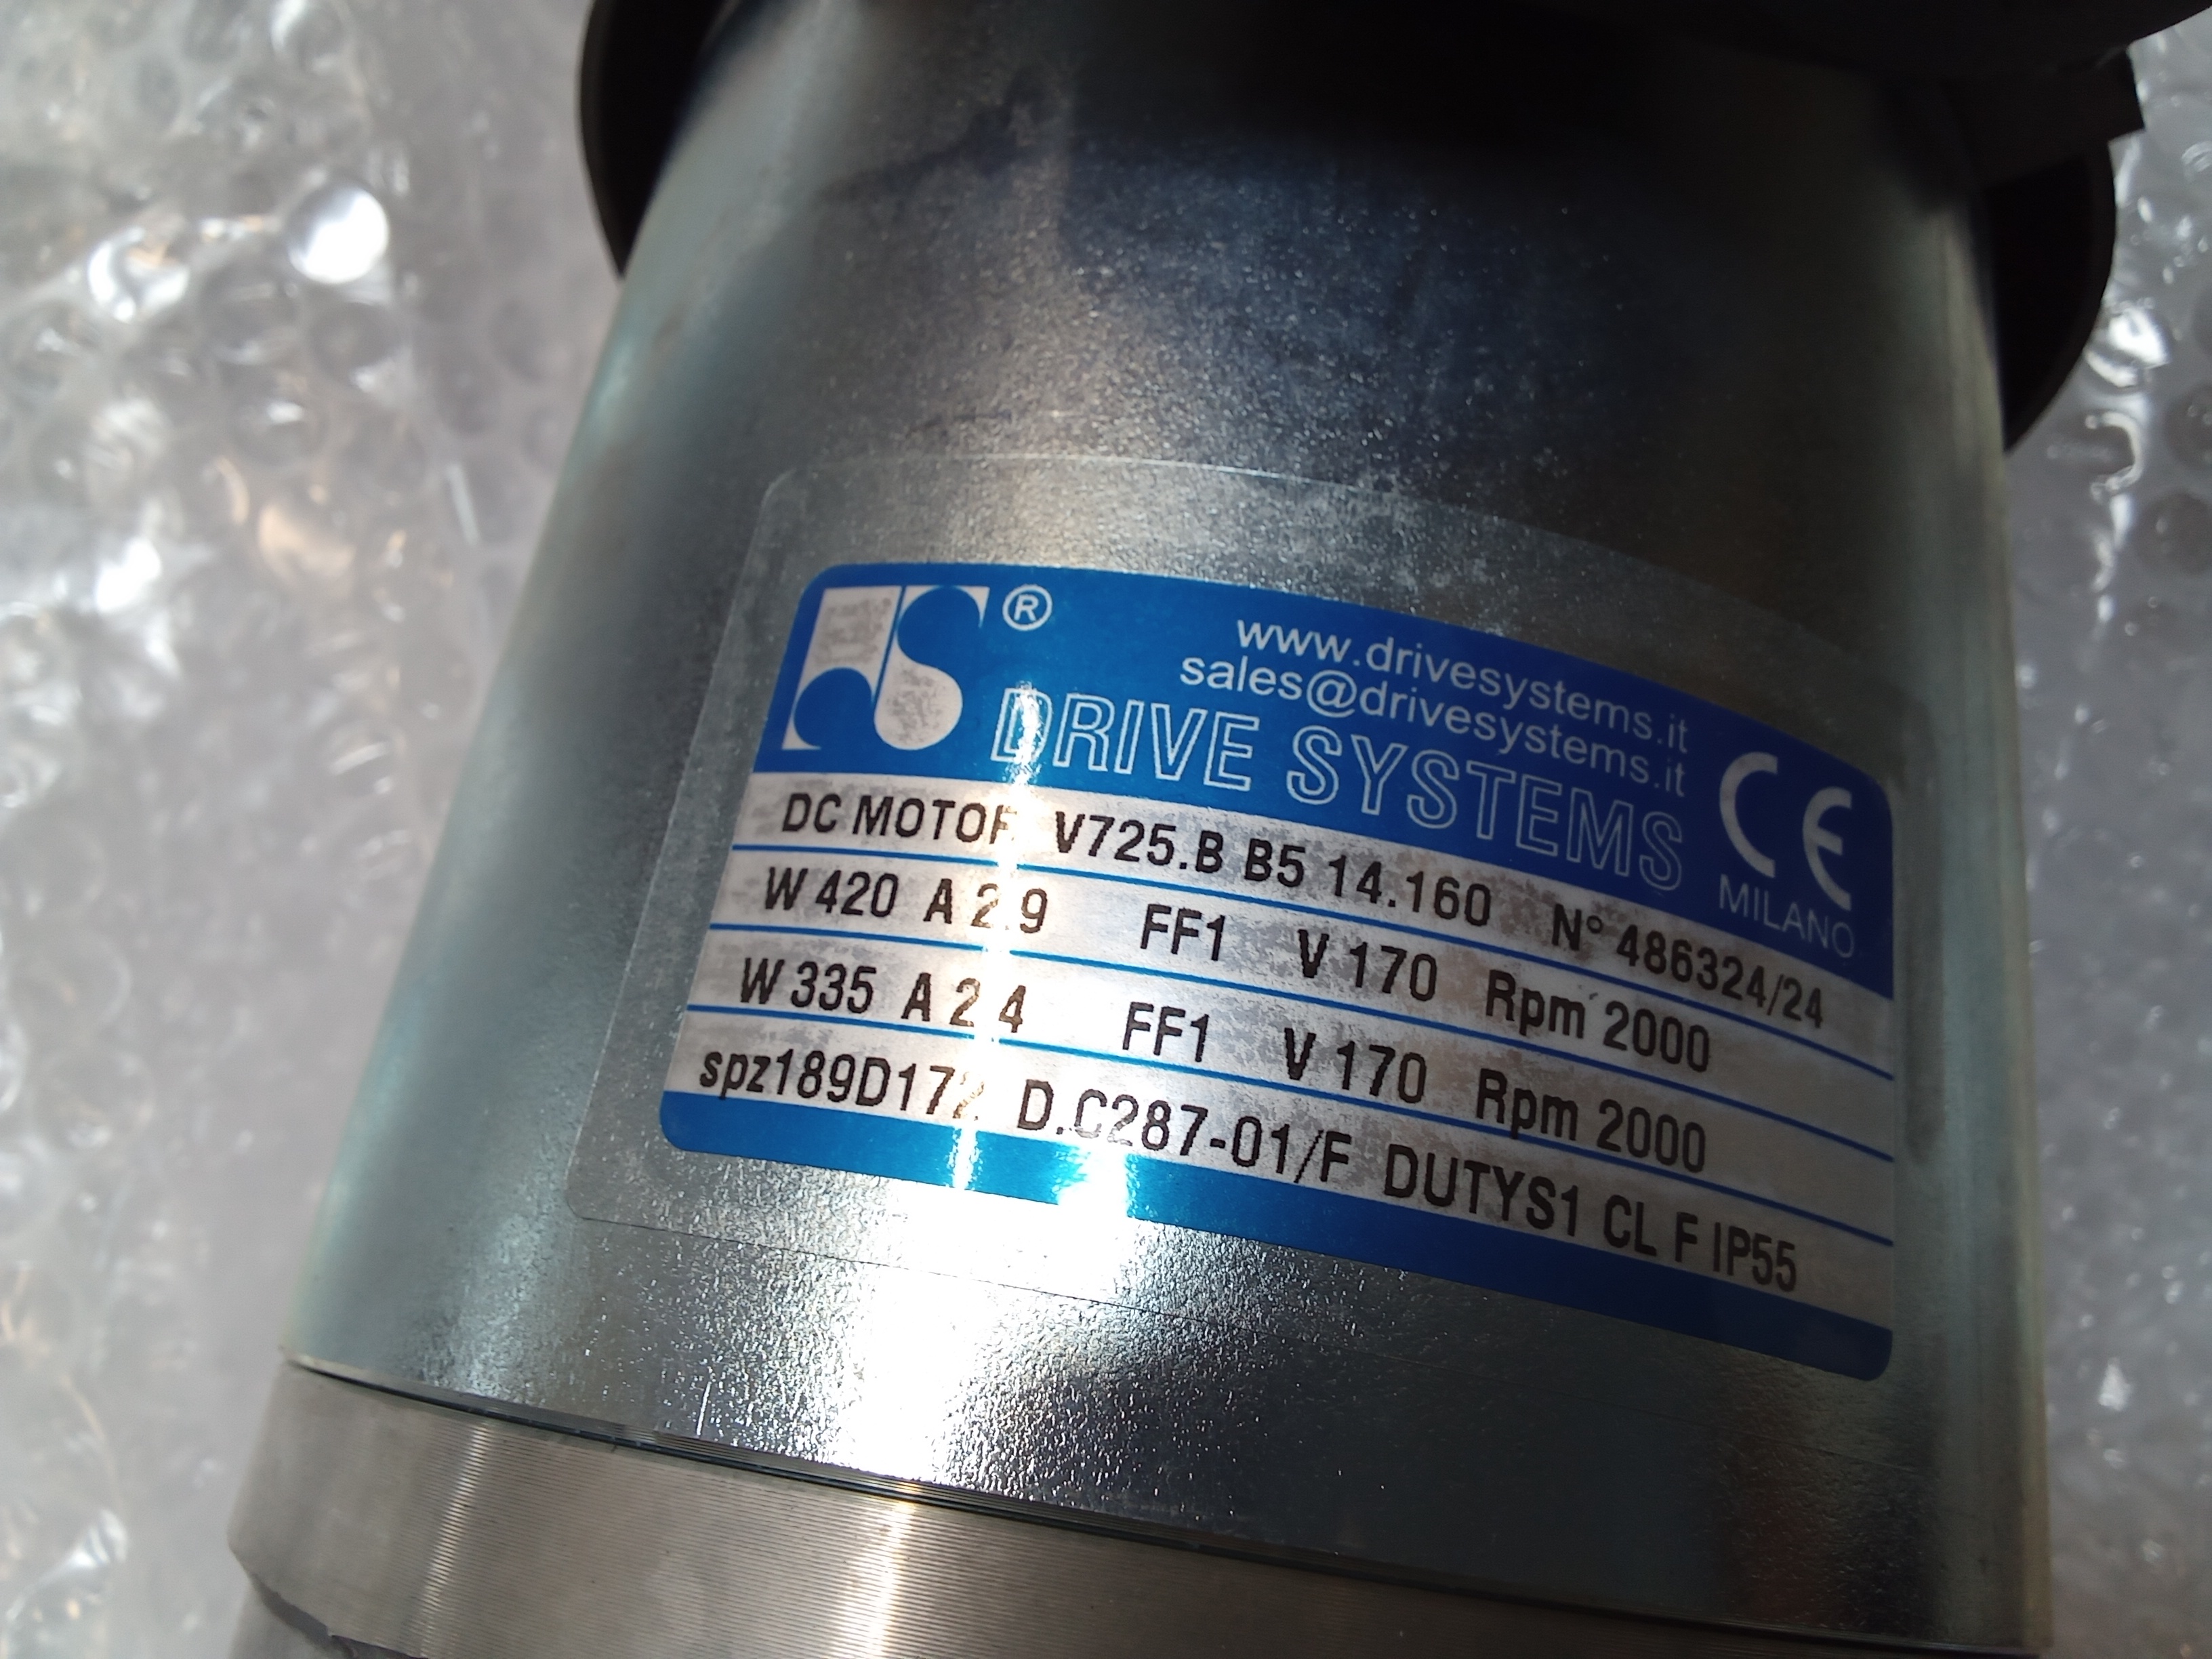 DS®
www.drivesystems.it
sales@drivesystems.it
DRIVE SYSTEMS
CE
MILANO
DC MOTOR V725.B B5 14.160 N° 486324/24
W 420 A 2.9 FF1 V 170 Rpm 2000
W 335 A 2.4 FF1 V 170 Rpm 2000
spz189D172 D.C287-01/F DUTYS1 CL F IP55